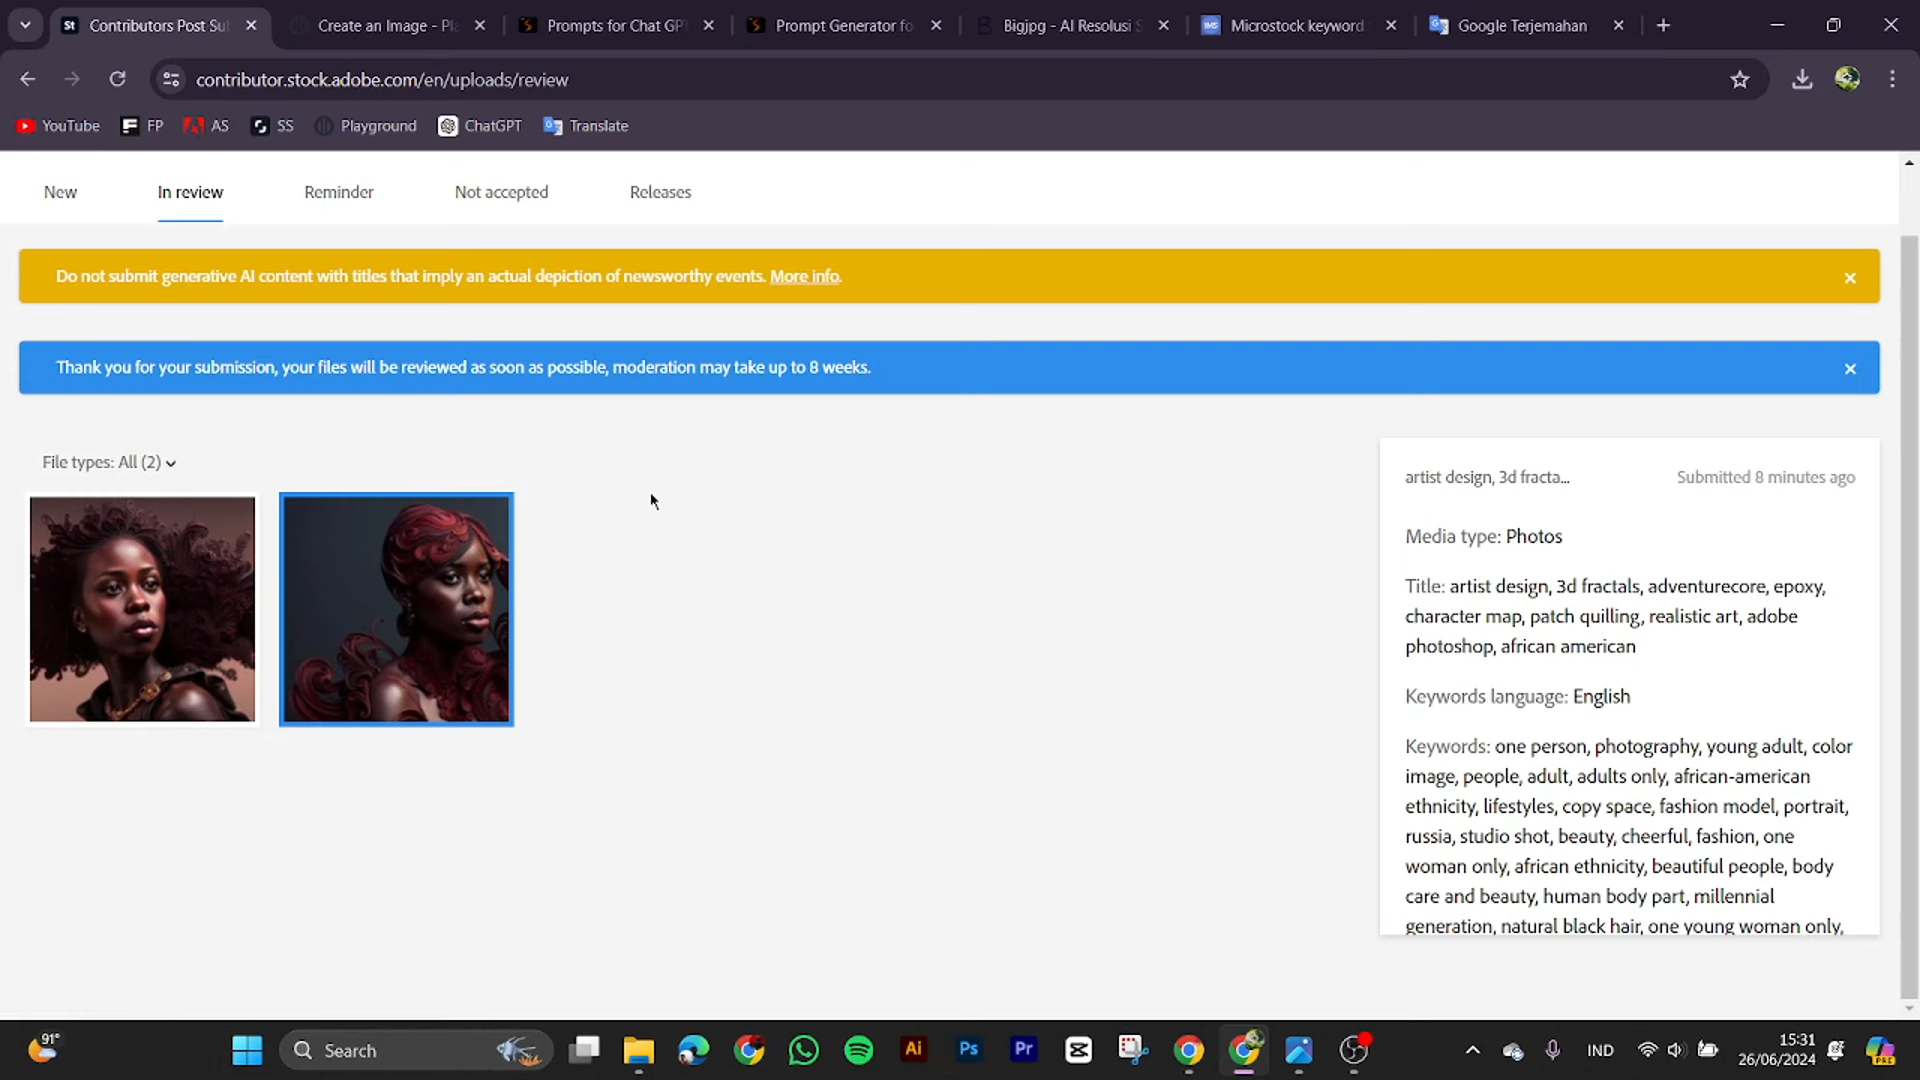 Contributors Post Su
Create an Image - Pl
Prompts for Chat GP
Prompt Generator fo
Bigjpg - AI Resolusi S
Microstock keyword
Google Terjemahan
contributor.stock.adobe.com/en/uploads/review
YouTube
FP
AS
SS
Playground
ChatGPT
Translate
New
In review
Reminder
Not accepted
Releases
Do not submit generative AI content with titles that imply an actual depiction of newsworthy events. More info.
Thank you for your submission, your files will be reviewed as soon as possible, moderation may take up to 8 weeks.
File types: All (2)
artist design, 3d fracta...
Submitted 8 minutes ago
Media type: Photos
Title: artist design, 3d fractals, adventurecore, epoxy,
character map, patch quilling, realistic art, adobe
photoshop, african american
Keywords language: English
Keywords: one person, photography, young adult, color
image, people, adult, adults only, african-american
ethnicity, lifestyles, copy space, fashion model, portrait,
russia, studio shot, beauty, cheerful, fashion, one
woman only, african ethnicity, beautiful people, body
care and beauty, human body part, millennial
generation, natural black hair, one young woman only,
91°
Search
Ai
Ps
Pr
IND
15:31
26/06/2024